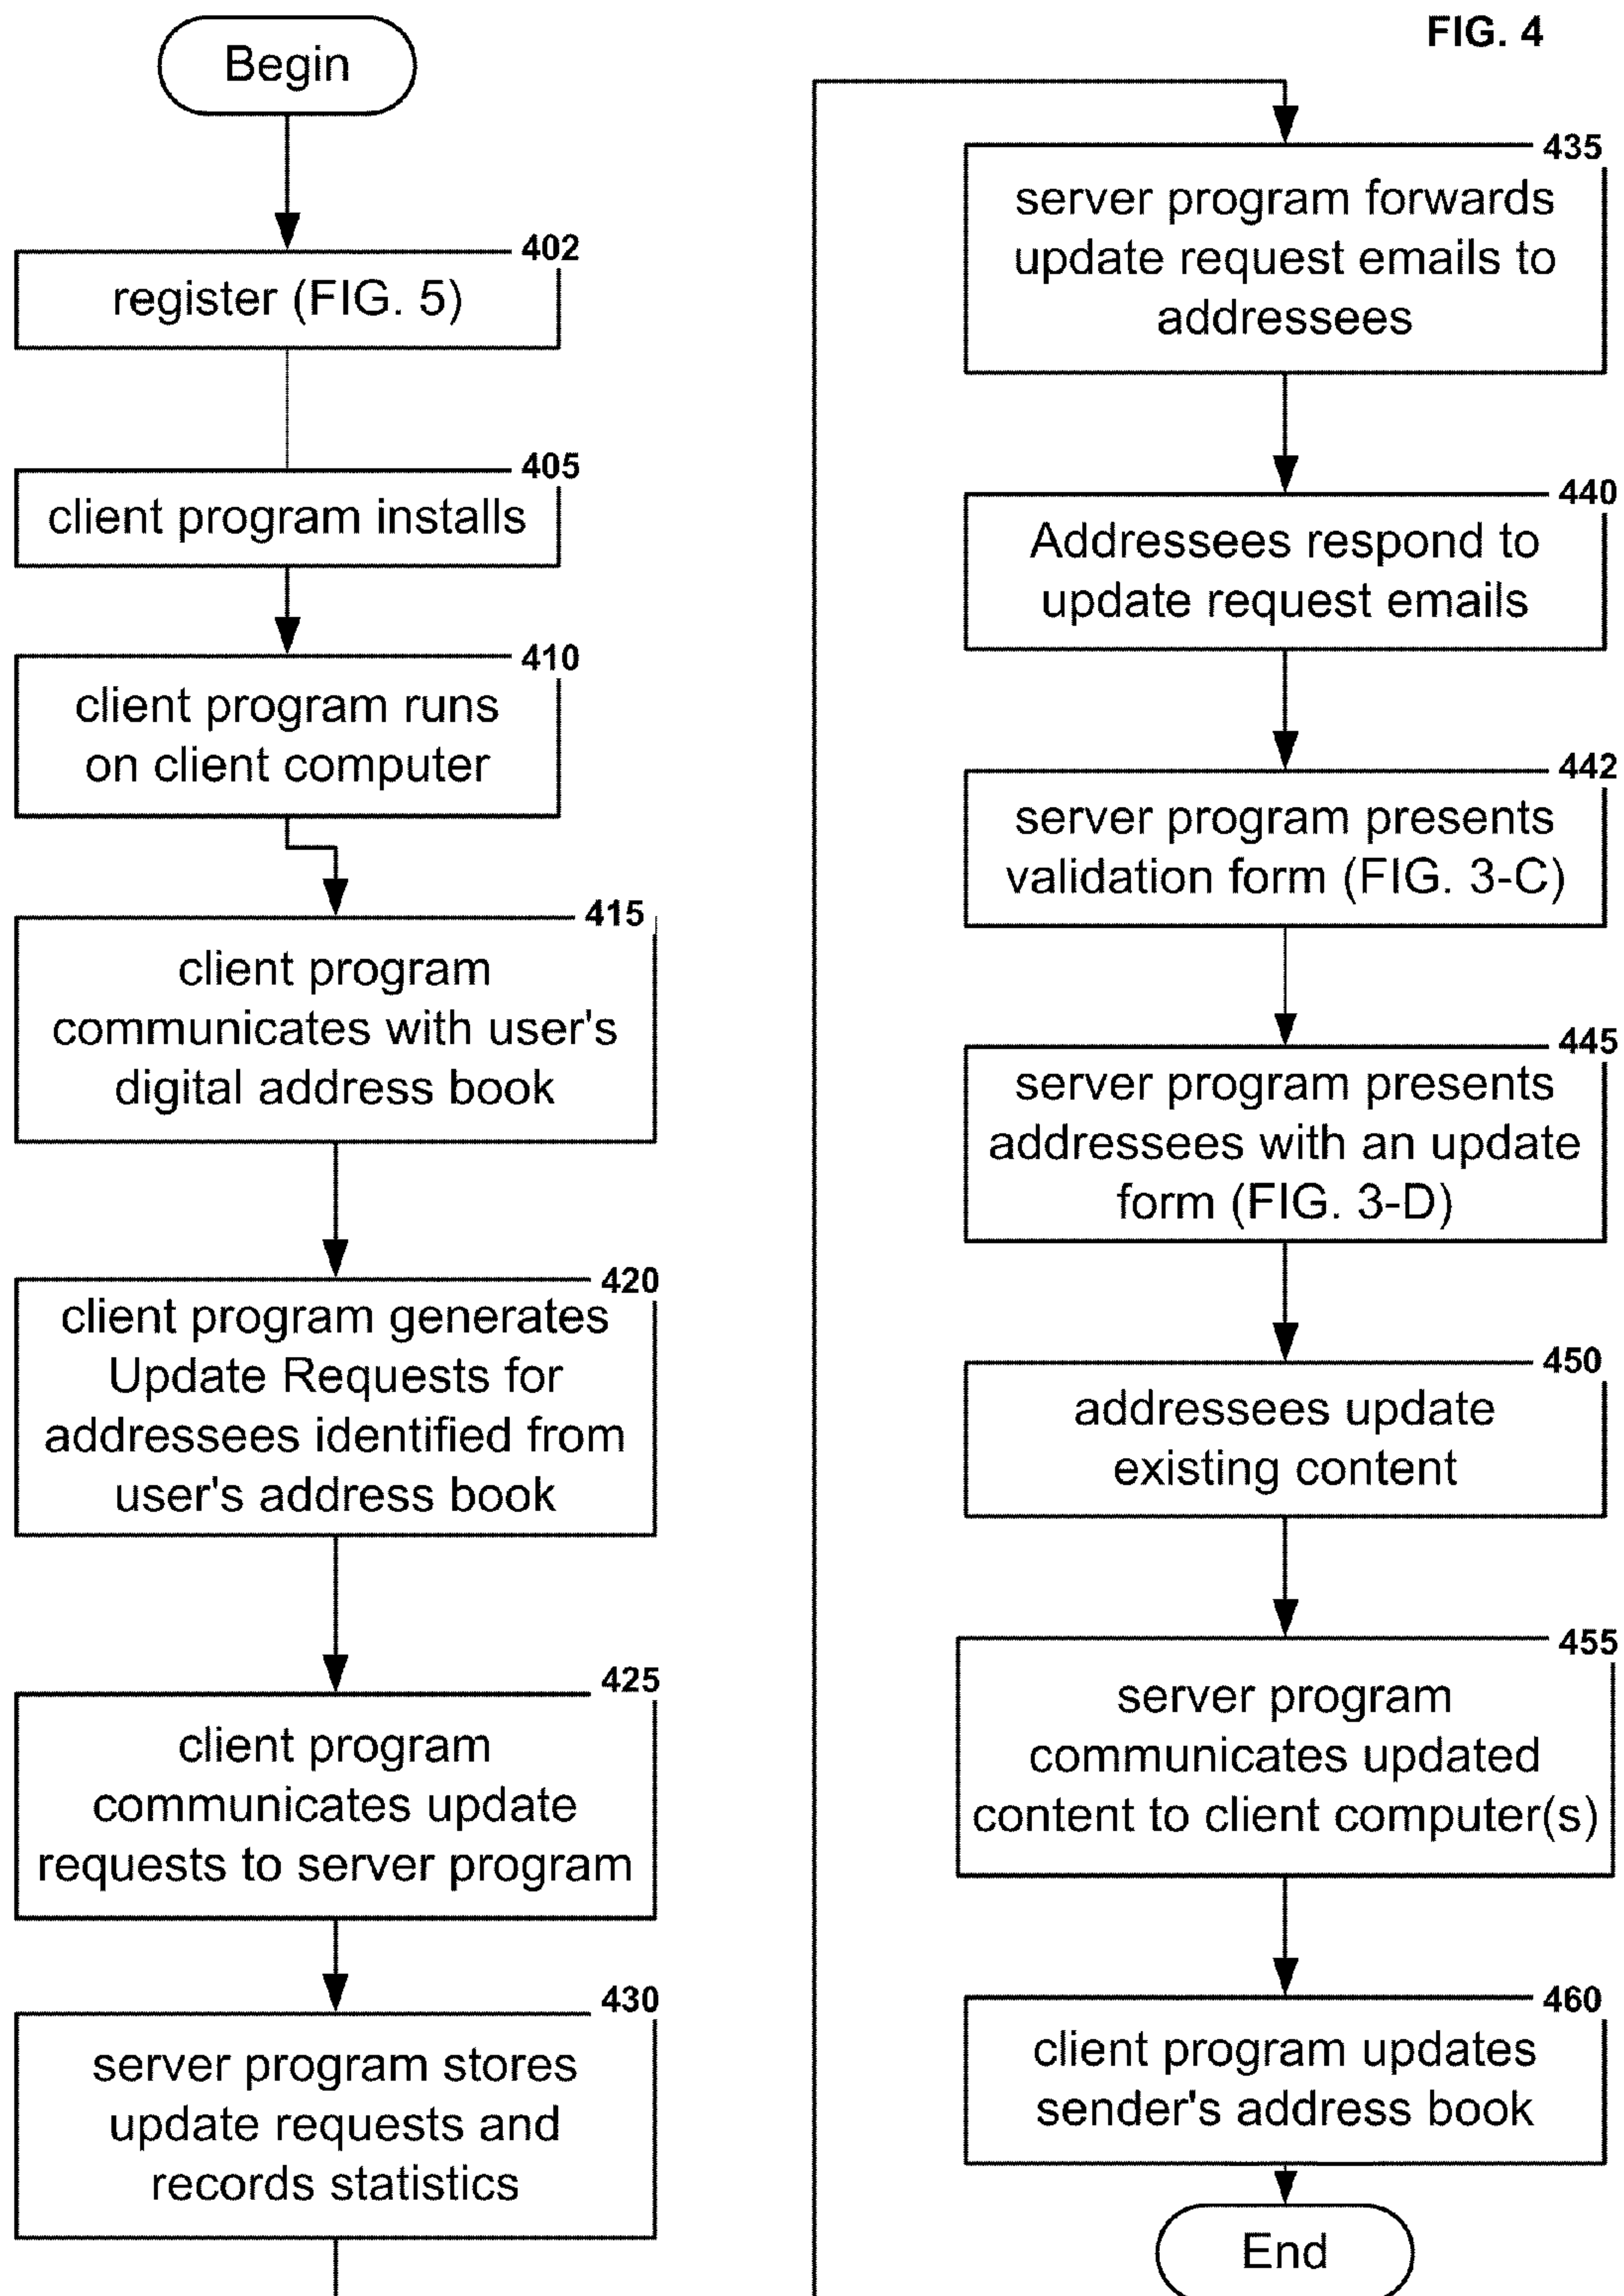 FIG. 4
Begin
402
register (FIG. 5)
405
client program installs
410
client program runs
on client computer
415
client program
communicates with user's
digital address book
420
client program generates
Update Requests for
addressees identified from
user's address book
425
client program
communicates update
requests to server program
430
server program stores
update requests and
records statistics
435
server program forwards
update request emails to
addressees
440
Addressees respond to
update request emails
442
server program presents
validation form (FIG. 3-C)
445
server program presents
addressees with an update
form (FIG. 3-D)
450
addressees update
existing content
455
server program
communicates updated
content to client computer(s)
460
client program updates
sender's address book
End